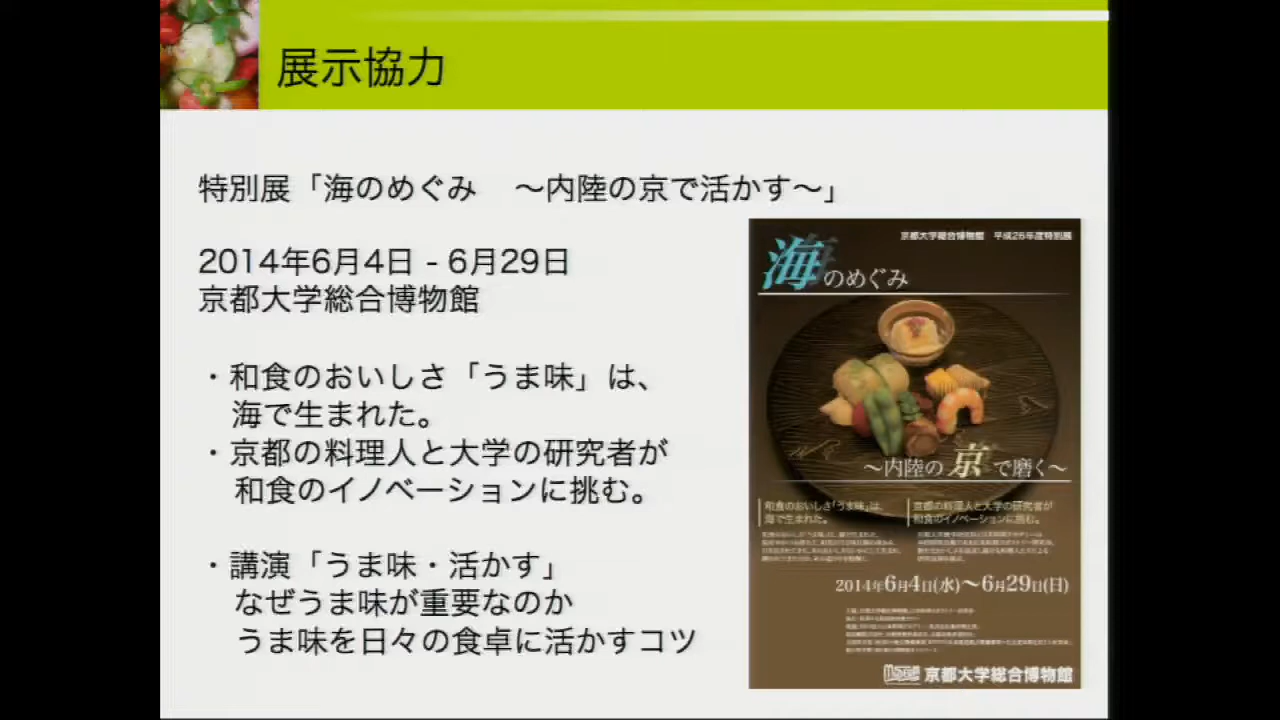 展示協力
特別展「海のめぐみ　～内陸の京で活かす～」
2014年6月4日 - 6月29日
京都大学総合博物館
・和食のおいしさ「うま味」は、
海で生まれた。
・京都の料理人と大学の研究者が
和食のイノベーションに挑む。
・講演「うま味・活かす」
なぜうま味が重要なのか
うま味を日々の食卓に活かすコツ
京都大学総合博物館　平成26年度特別展
海のめぐみ
～内陸の京で磨く～
和食のおいしさ「うま味」は、
海で生まれた。
京都の料理人と大学の研究者が
和食のイノベーションに挑む。
2014年6月4日(水)～6月29日(日)
京都大学総合博物館